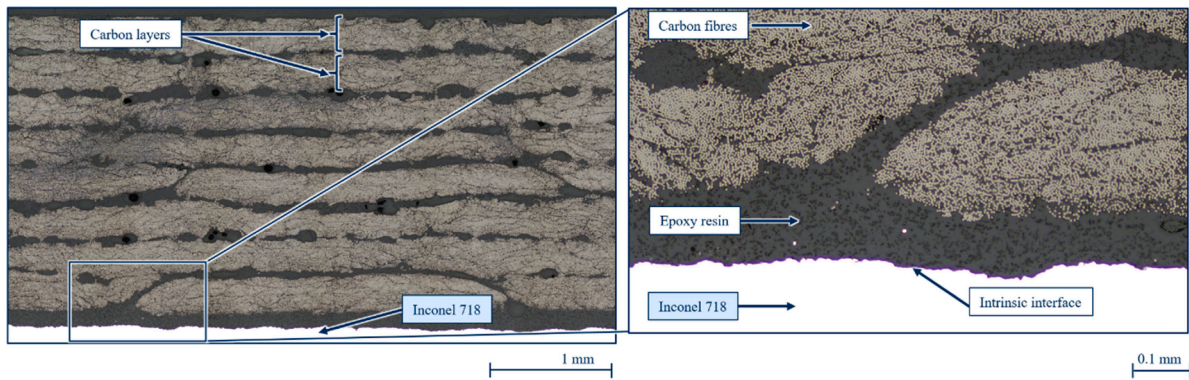 Carbon layers
Inconel 718
1 mm
Carbon fibres
Epoxy resin
Inconel 718
Intrinsic interface
0.1 mm